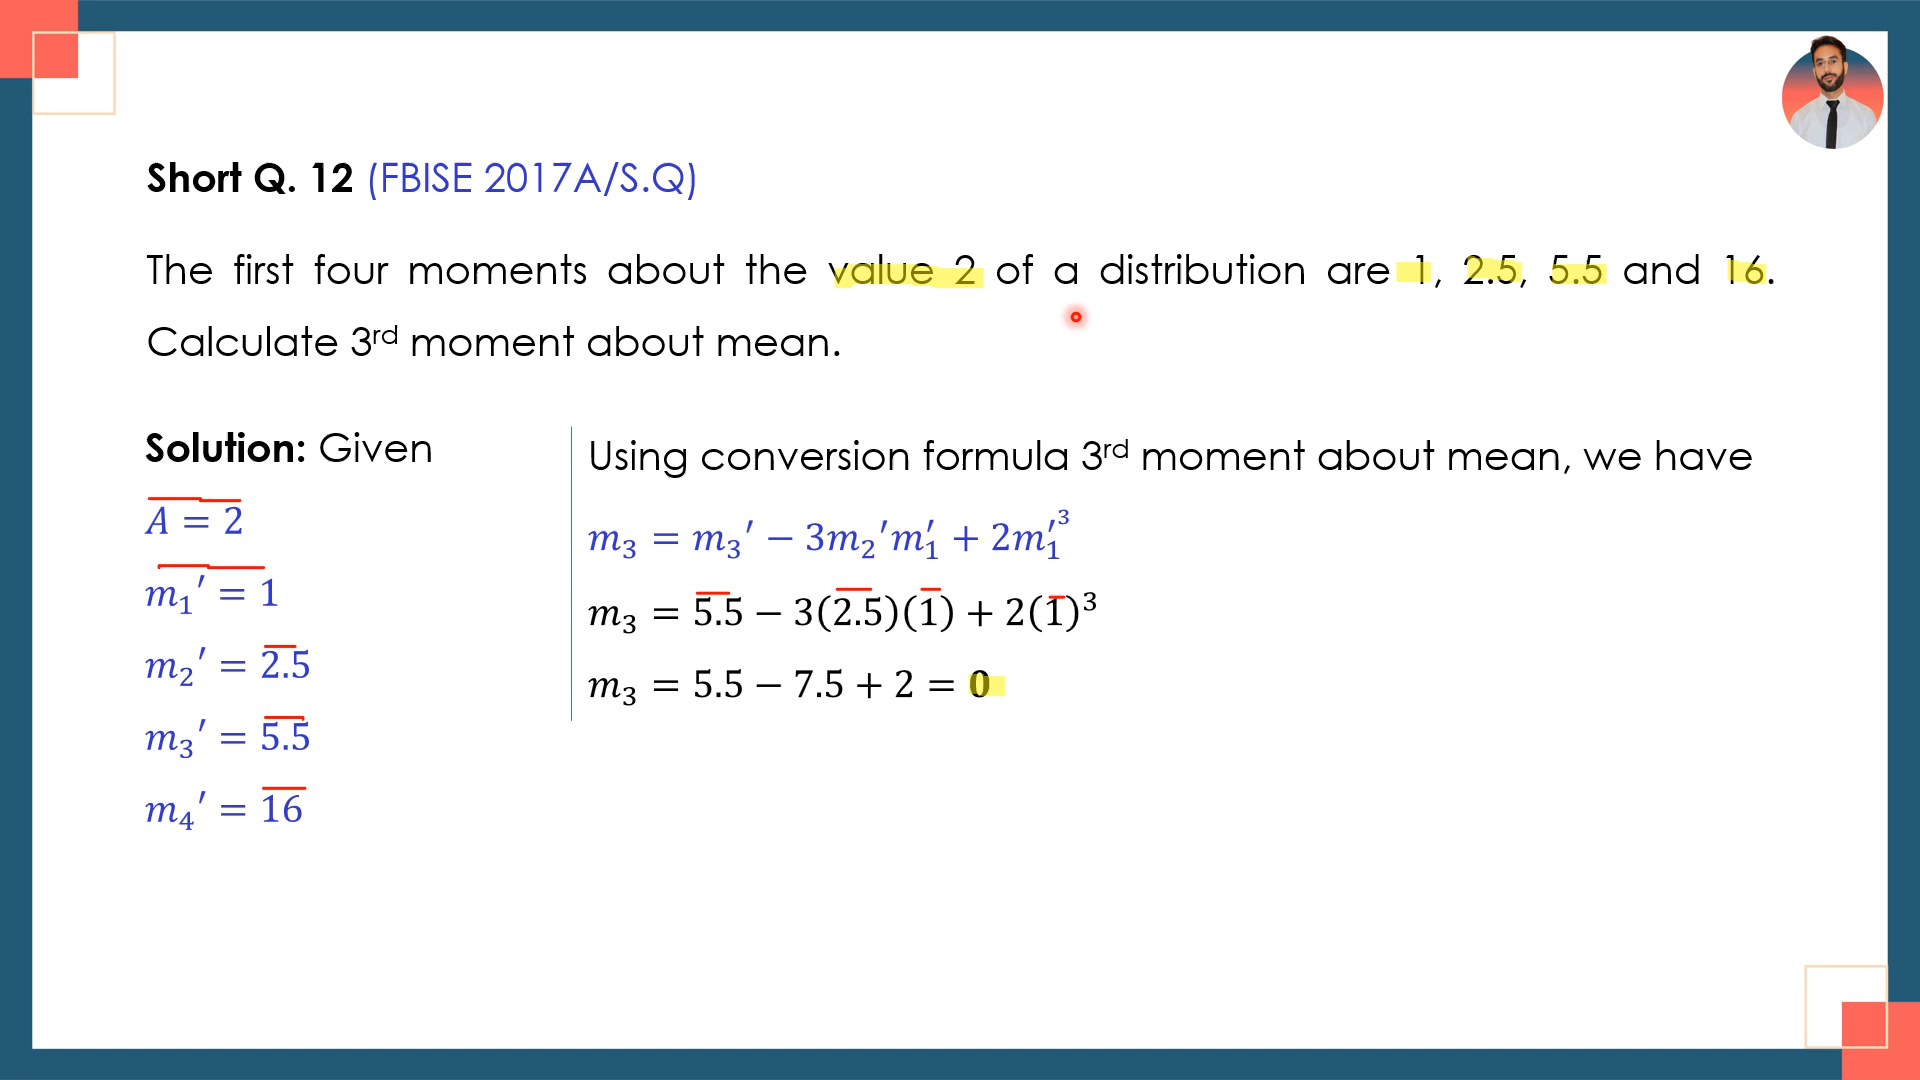 Short Q. 12 (FBISE 2017A/S.Q)
The first four moments about the value 2 of a distribution are 1, 2.5, 5.5 and 16.
Calculate 3rd moment about mean.
Solution: Given
A = 2
m₁′ = 1
m₂′ = 2.5
m₃′ = 5.5
m₄′ = 16
Using conversion formula 3rd moment about mean, we have
m₃ = m₃′ − 3m₂′m₁′ + 2m₁′³
m₃ = 5.5 − 3(2.5)(1) + 2(1)³
m₃ = 5.5 − 7.5 + 2 = 0